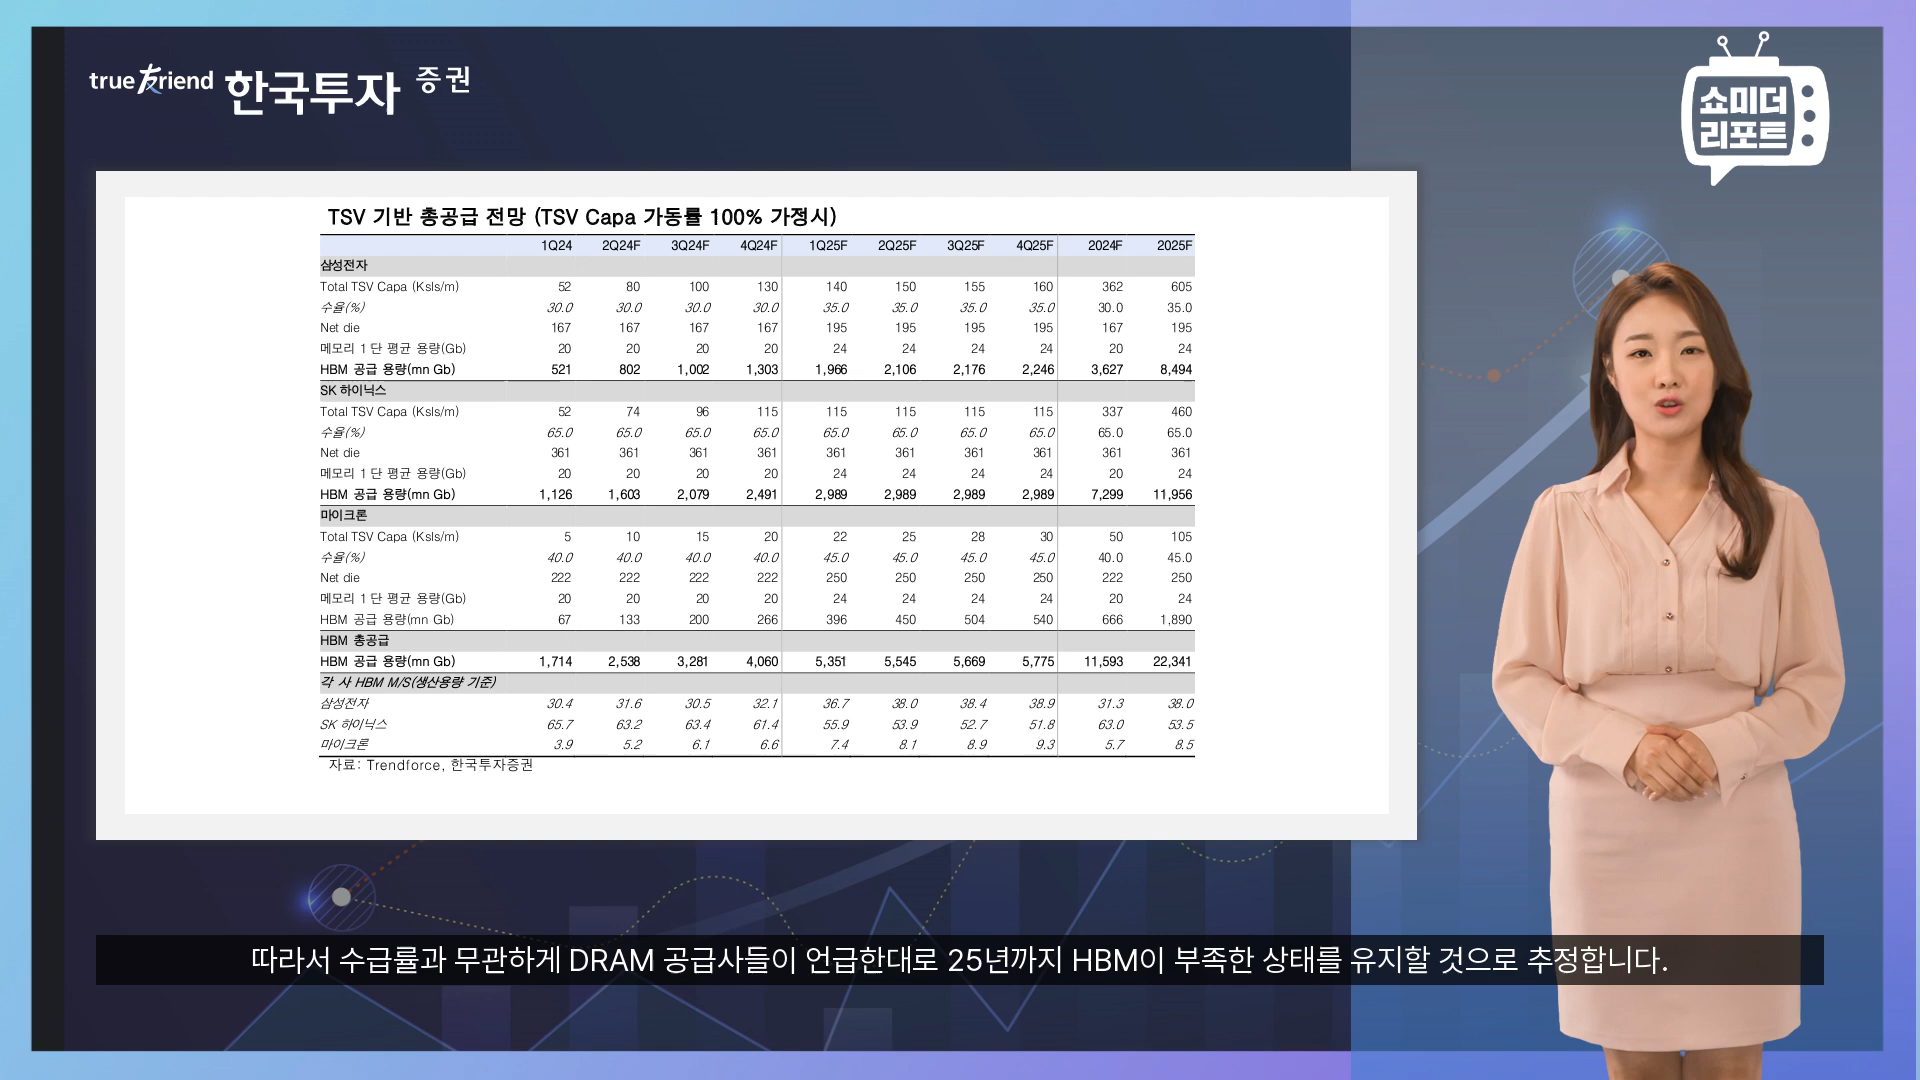 true友riend 한국투자 증권
쇼미더
리포트
TSV 기반 총공급 전망 (TSV Capa 가동률 100% 가정시)
1Q24 2Q24F 3Q24F 4Q24F 1Q25F 2Q25F 3Q25F 4Q25F 2024F 2025F
삼성전자
Total TSV Capa (Ksls/m) 52 80 100 130 140 150 155 160 362 605
수율(%) 30.0 30.0 30.0 30.0 35.0 35.0 35.0 35.0 30.0 35.0
Net die 167 167 167 167 195 195 195 195 167 195
메모리 1단 평균 용량(Gb) 20 20 20 20 24 24 24 24 20 24
HBM 공급 용량(mn Gb) 521 802 1,002 1,303 1,966 2,106 2,176 2,246 3,627 8,494
SK하이닉스
Total TSV Capa (Ksls/m) 52 74 96 115 115 115 115 115 337 460
수율(%) 65.0 65.0 65.0 65.0 65.0 65.0 65.0 65.0 65.0 65.0
Net die 361 361 361 361 361 361 361 361 361 361
메모리 1단 평균 용량(Gb) 20 20 20 20 24 24 24 24 20 24
HBM 공급 용량(mn Gb) 1,126 1,603 2,079 2,491 2,989 2,989 2,989 2,989 7,299 11,956
마이크론
Total TSV Capa (Ksls/m) 5 10 15 20 22 25 28 30 50 105
수율(%) 40.0 40.0 40.0 40.0 45.0 45.0 45.0 45.0 40.0 45.0
Net die 222 222 222 222 250 250 250 250 222 250
메모리 1단 평균 용량(Gb) 20 20 20 20 24 24 24 24 20 24
HBM 공급 용량(mn Gb) 67 133 200 266 396 450 504 540 666 1,890
HBM 총공급
HBM 공급 용량(mn Gb) 1,714 2,538 3,281 4,060 5,351 5,545 5,669 5,775 11,593 22,341
각 사 HBM M/S(생산용량 기준)
삼성전자 30.4 31.6 30.5 32.1 36.7 38.0 38.4 38.9 31.3 38.0
SK하이닉스 65.7 63.2 63.4 61.4 55.9 53.9 52.7 51.8 63.0 53.5
마이크론 3.9 5.2 6.1 6.6 7.4 8.1 8.9 9.3 5.7 8.5
자료: Trendforce, 한국투자증권
따라서 수급률과 무관하게 DRAM 공급사들이 언급한대로 25년까지 HBM이 부족한 상태를 유지할 것으로 추정합니다.